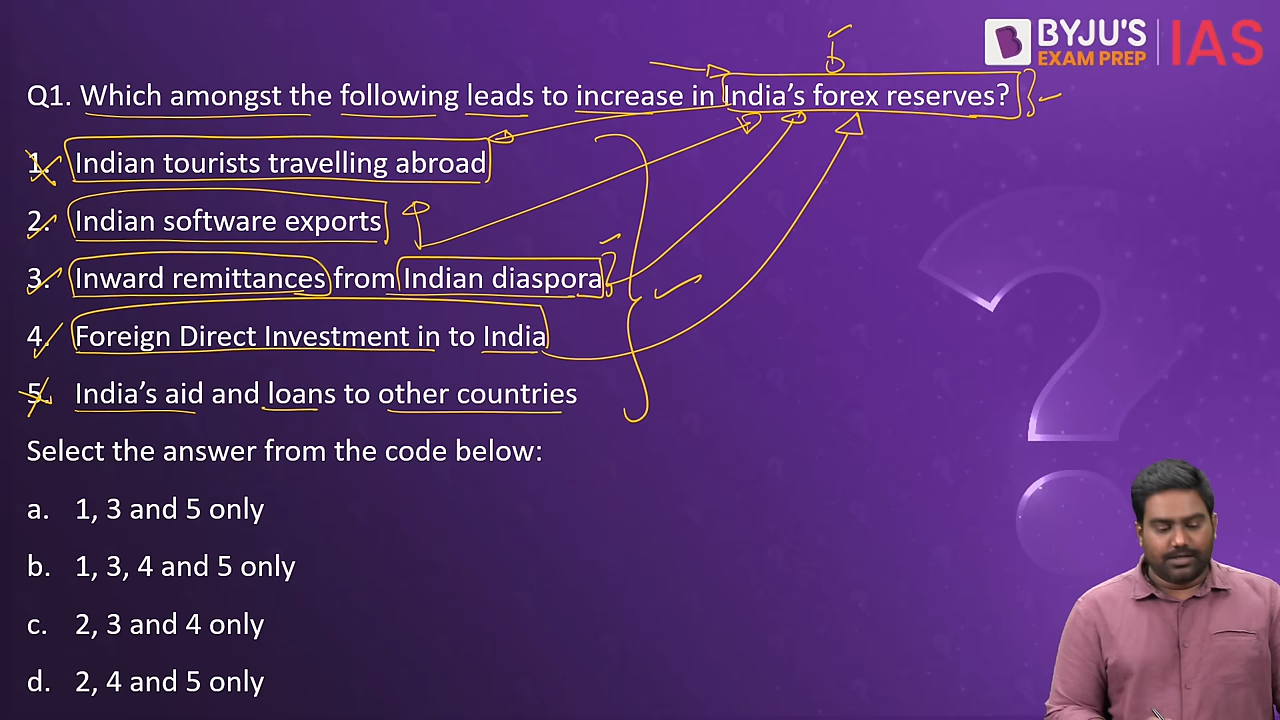 BYJU'S
EXAM PREP
IAS
Q1. Which amongst the following leads to increase in India's forex reserves?
1. Indian tourists travelling abroad
2. Indian software exports
3. Inward remittances from Indian diaspora
4. Foreign Direct Investment in to India
5. India's aid and loans to other countries
Select the answer from the code below:
a. 1, 3 and 5 only
b. 1, 3, 4 and 5 only
c. 2, 3 and 4 only
d. 2, 4 and 5 only